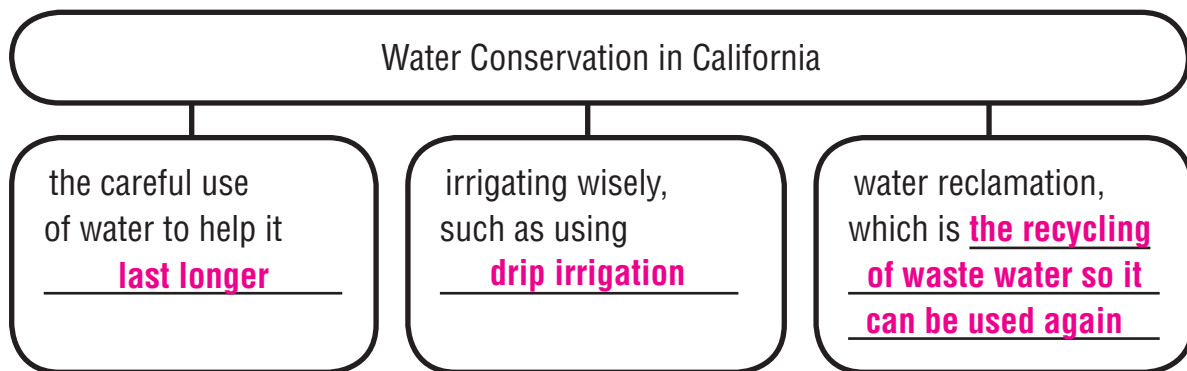 Water Conservation in California
the careful use
of water to help it
last longer
irrigating wisely,
such as using
drip irrigation
water reclamation,
which is the recycling
of waste water so it
can be used again